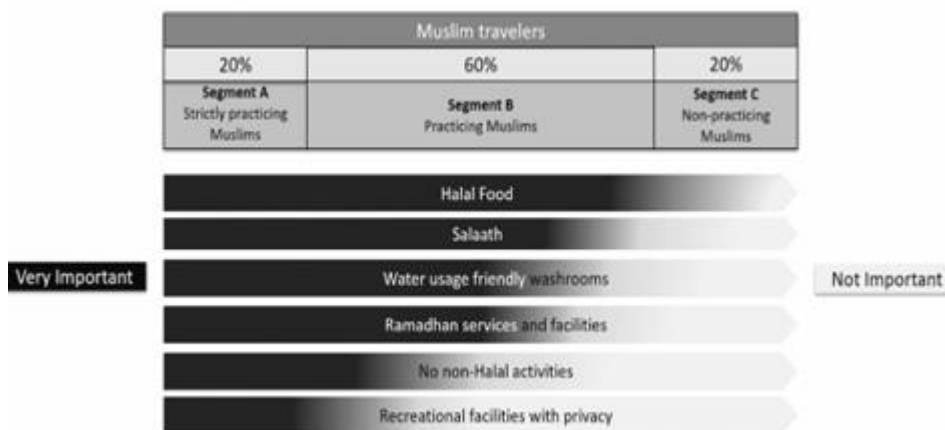 Muslim travelers
20%
60%
20%
Segment A
Strictly practicing
Muslims
Segment B
Practicing Muslims
Segment C
Non-practicing
Muslims
Halal Food
Salaath
Very Important
Water usage friendly washrooms
Not Important
Ramadhan services and facilities
No non-Halal activities
Recreational facilities with privacy